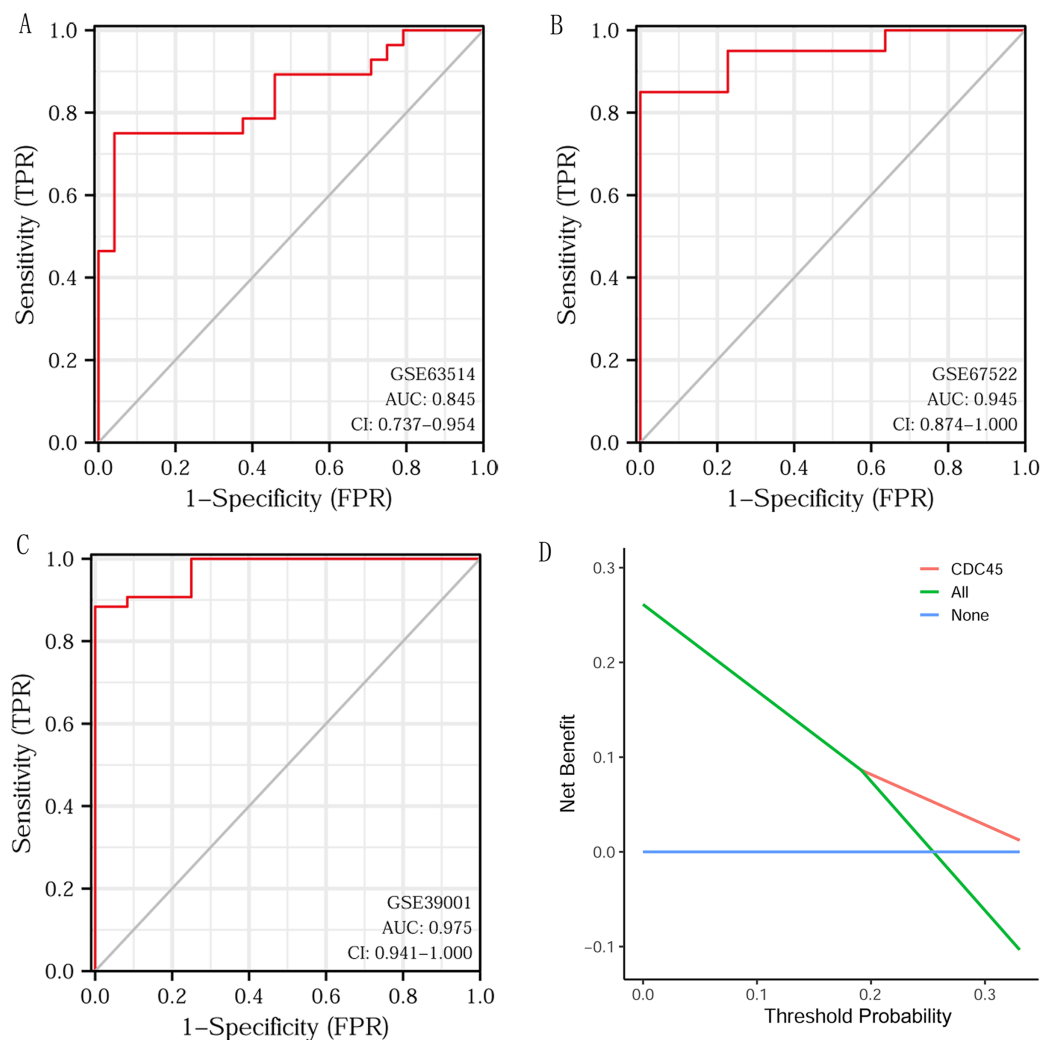 A
1.0
0.8
0.6
0.4
0.2
0.0
Sensitivity (TPR)
GSE63514
AUC: 0.845
CI: 0.737–0.954
0.0 0.2 0.4 0.6 0.8 1.0
1–Specificity (FPR)
B
1.0
0.8
0.6
0.4
0.2
0.0
Sensitivity (TPR)
GSE67522
AUC: 0.945
CI: 0.874–1.000
0.0 0.2 0.4 0.6 0.8 1.0
1–Specificity (FPR)
C
1.0
0.8
0.6
0.4
0.2
0.0
Sensitivity (TPR)
GSE39001
AUC: 0.975
CI: 0.941–1.000
0.0 0.2 0.4 0.6 0.8 1.0
1–Specificity (FPR)
D
0.3
0.2
0.1
0.0
−0.1
Net Benefit
CDC45
All
None
0.0 0.1 0.2 0.3
Threshold Probability